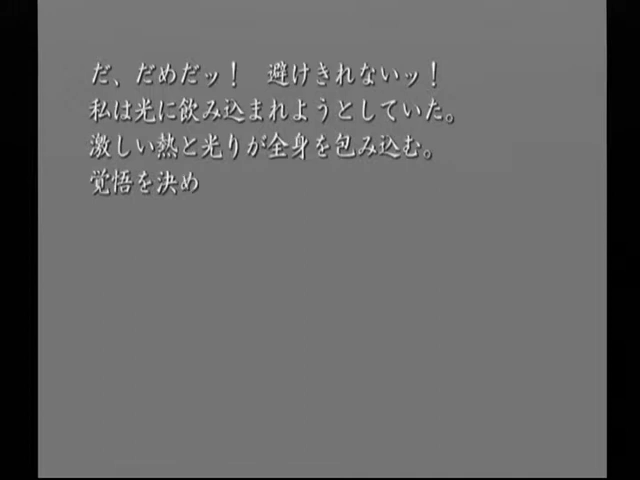 だ、だめだッ！　避けきれないッ！
私は光に飲み込まれようとしていた。
激しい熱と光りが全身を包み込む。
覚悟を決め